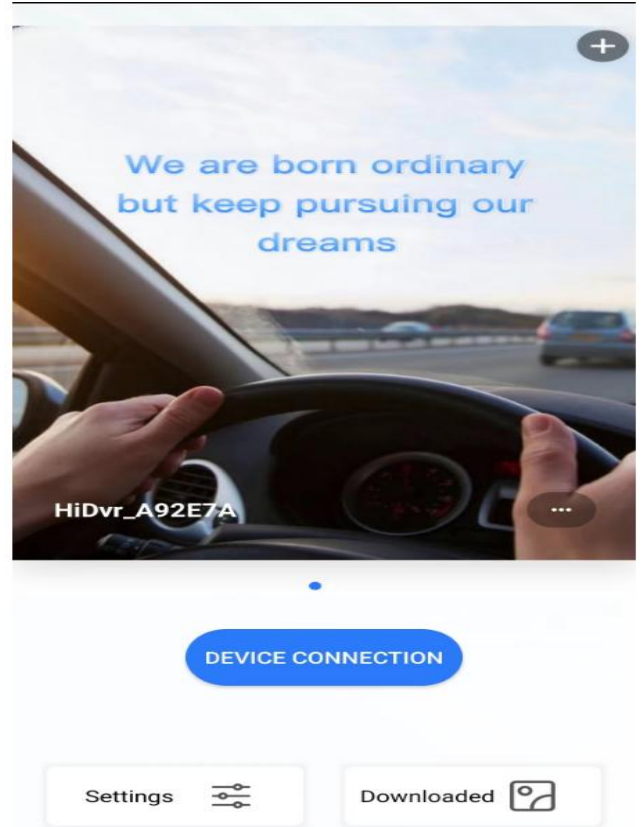 We are born ordinary
but keep pursuing our
dreams
HiDvr_A92E7A
DEVICE CONNECTION
Settings
Downloaded